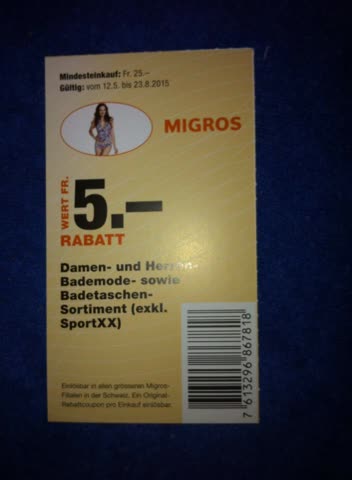 Mindesteinkauf: Fr. 25.–
Gültig: vom 12.5. bis 23.8.2015
MIGROS
WERT FR.
5.–
RABATT
Damen- und Herren-
Bademode- sowie
Badetaschen-
Sortiment (exkl.
SportXX)
Einlösbar in allen grösseren Migros-
Filialen in der Schweiz. Ein Original-
Rabattcoupon pro Einkauf einlösbar.
7 613296 867818